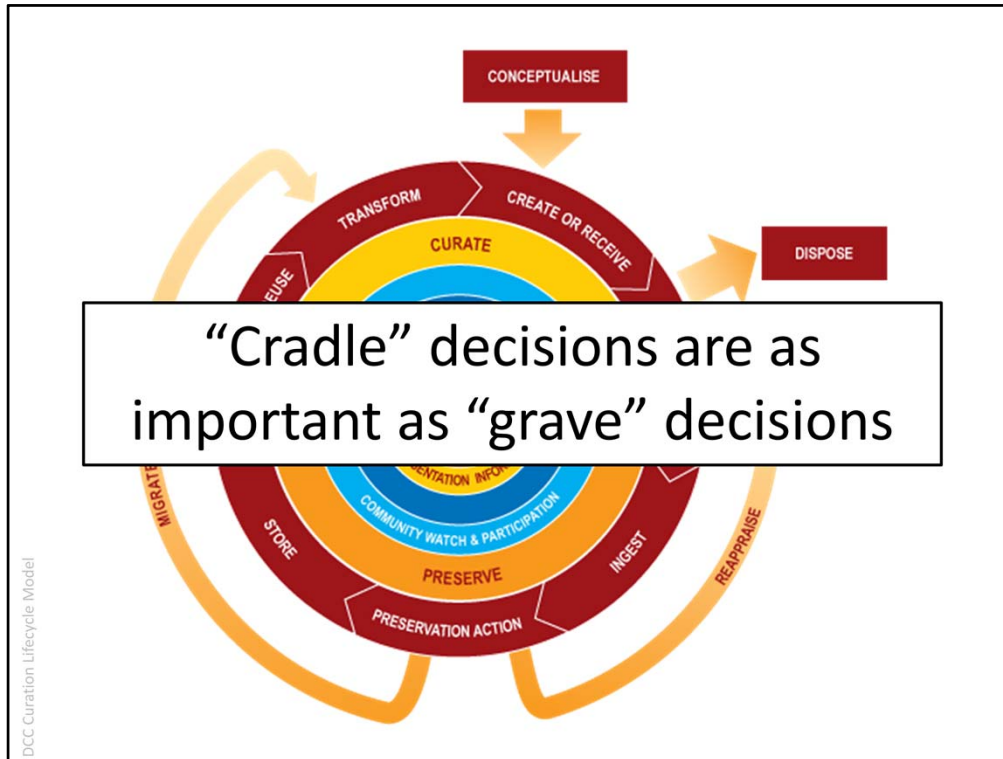 CONCEPTUALISE
TRANSFORM
CREATE OR RECEIVE
CURATE
DISPOSE
“Cradle” decisions are as
important as “grave” decisions
MIGRATE
COMMUNITY WATCH & PARTICIPATION
STORE
INGEST
REAPPRAISE
PRESERVE
PRESERVATION ACTION
DCC Curation Lifecycle Model